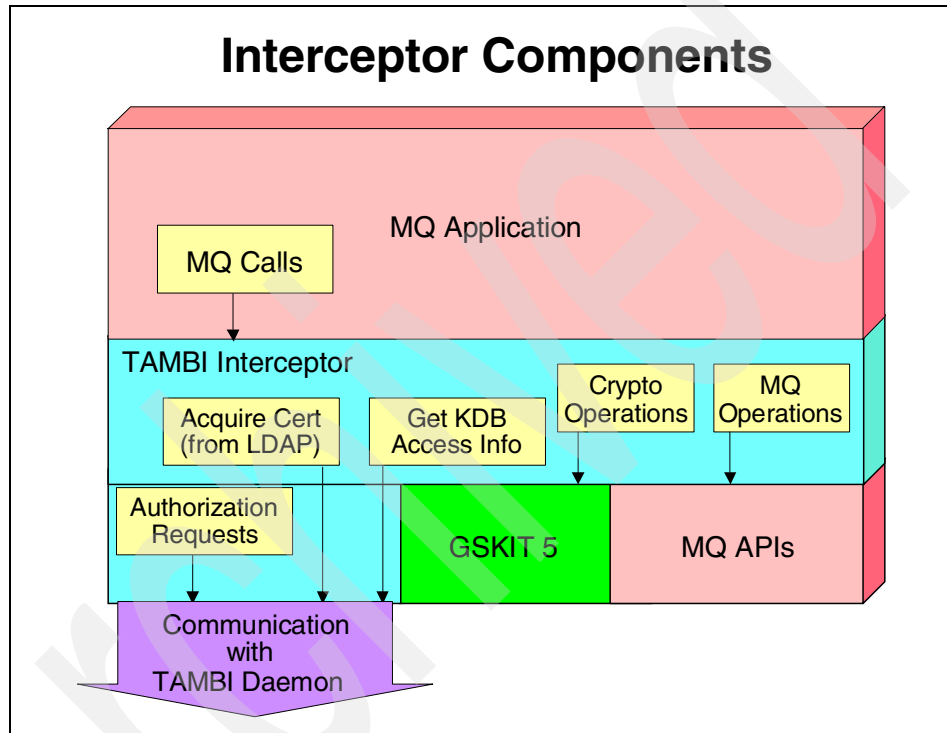 Interceptor Components
MQ Application
MQ Calls
TAMBI Interceptor
Crypto
Operations
MQ
Operations
Acquire Cert
(from LDAP)
Get KDB
Access Info
Authorization
Requests
GSKIT 5
MQ APIs
Communication
with
TAMBI Daemon